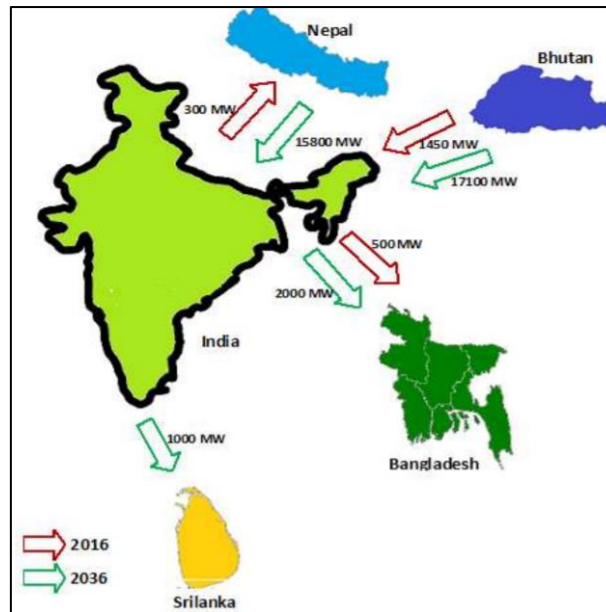 Nepal
Bhutan
300 MW
15800 MW
1450 MW
17100 MW
500 MW
2000 MW
India
1000 MW
Bangladesh
2016
2036
Srilanka